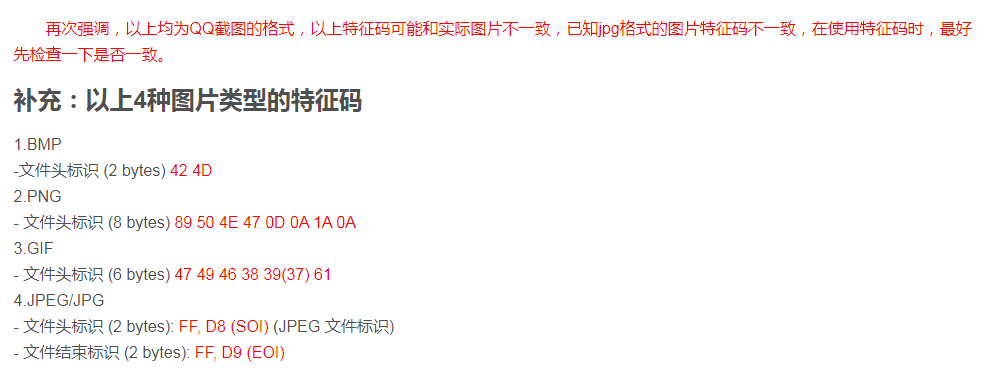 再次强调，以上均为QQ截图的格式，以上特征码可能和实际图片不一致，已知jpg格式的图片特征码不一致，在使用特征码时，最好
先检查一下是否一致。
补充：以上4种图片类型的特征码
1.BMP
-文件头标识 (2 bytes) 42 4D
2.PNG
- 文件头标识 (8 bytes) 89 50 4E 47 0D 0A 1A 0A
3.GIF
- 文件头标识 (6 bytes) 47 49 46 38 39(37) 61
4.JPEG/JPG
- 文件头标识 (2 bytes): FF, D8 (SOI) (JPEG 文件标识)
- 文件结束标识 (2 bytes): FF, D9 (EOI)